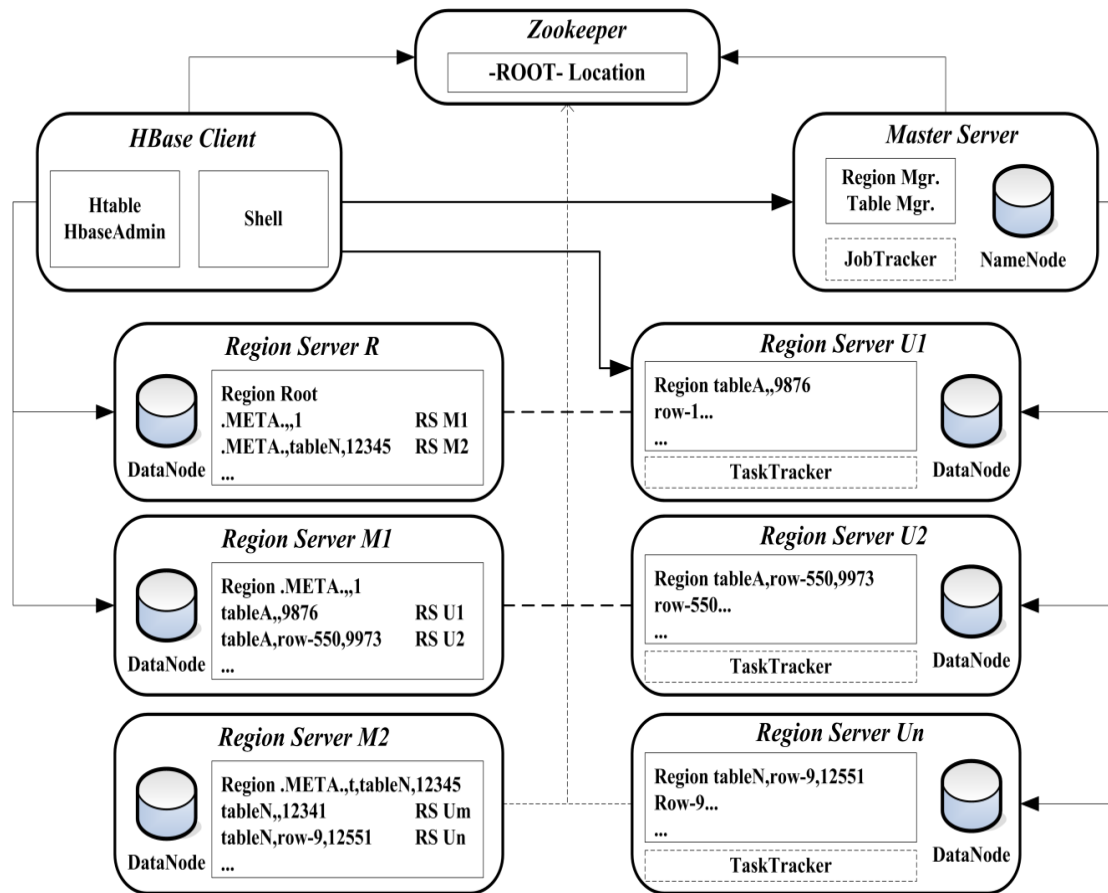 Zookeeper
-ROOT- Location
HBase Client
Htable
HbaseAdmin
Shell
Master Server
Region Mgr.
Table Mgr.
JobTracker
NameNode
Region Server R
Region Root
.META.,,1 RS M1
.META.,tableN,12345 RS M2
...
DataNode
Region Server U1
Region tableA,,9876
row-1...
...
TaskTracker
DataNode
Region Server M1
Region .META.,,1
tableA,,9876 RS U1
tableA,row-550,9973 RS U2
...
DataNode
Region Server U2
Region tableA,row-550,9973
row-550...
...
TaskTracker
DataNode
Region Server M2
Region .META.,t,tableN,12345
tableN,,12341 RS Um
tableN,row-9,12551 RS Un
...
DataNode
Region Server Un
Region tableN,row-9,12551
Row-9...
...
TaskTracker
DataNode